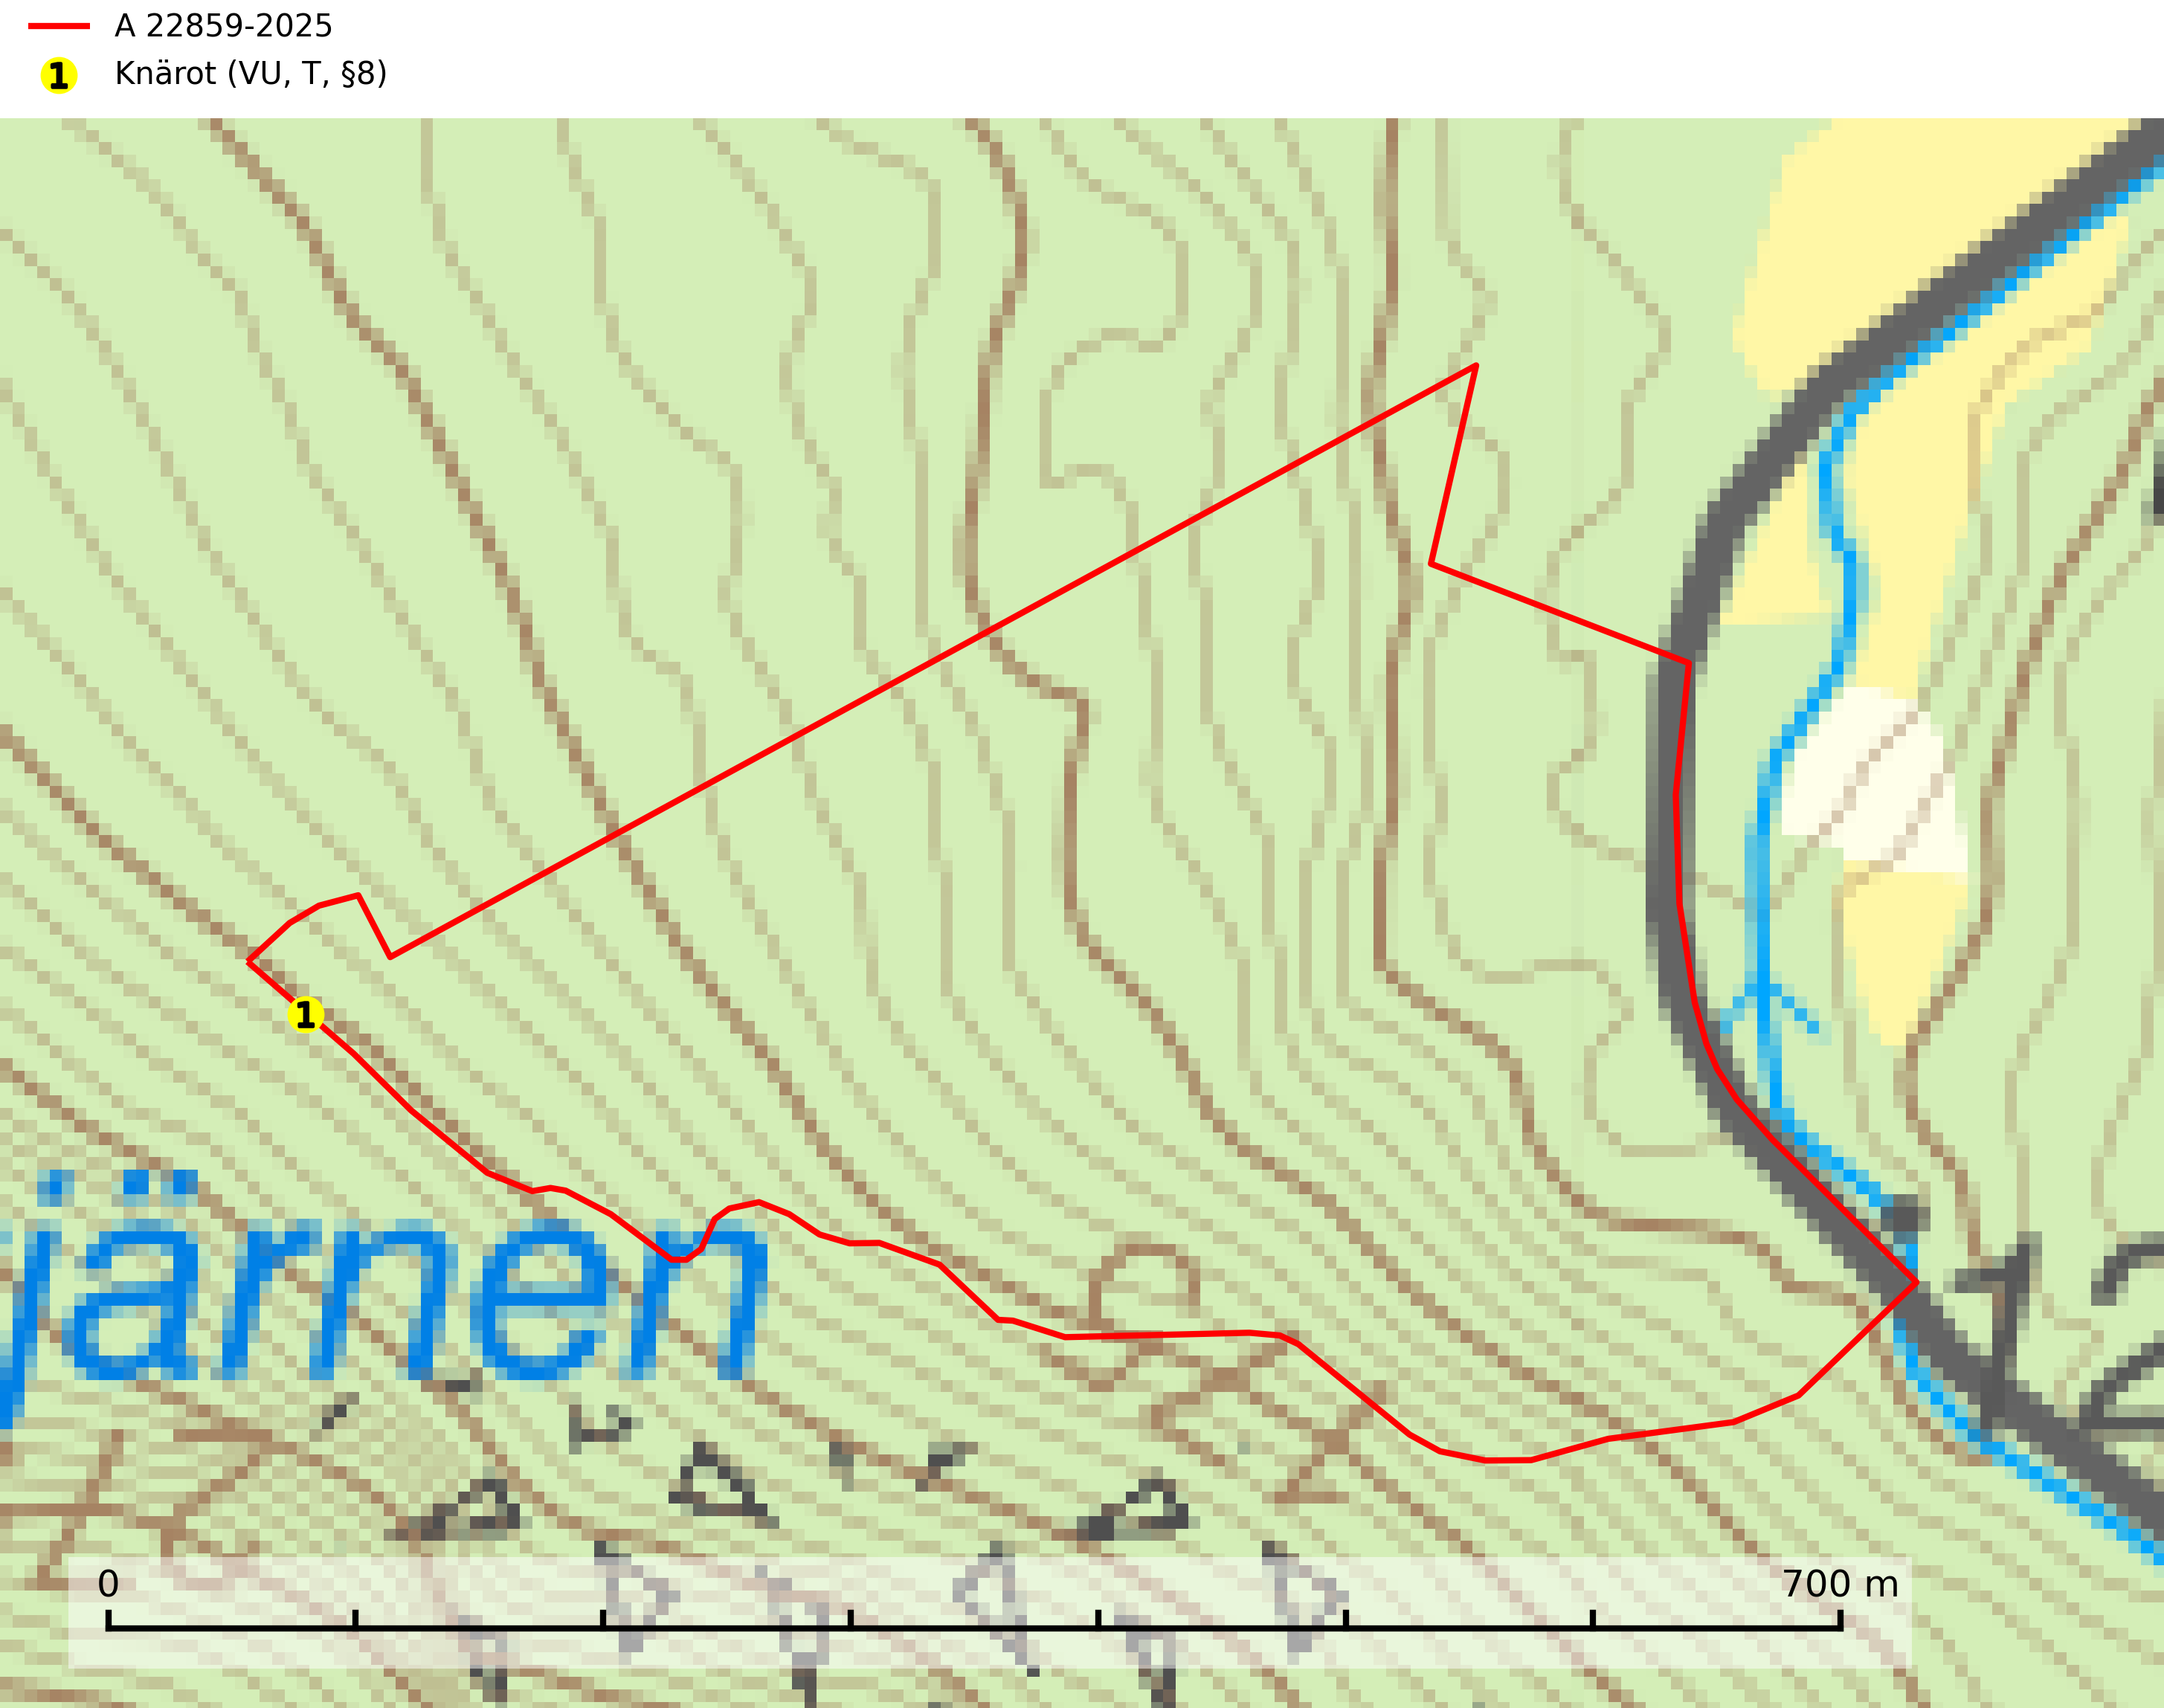 A 22859-2025
1 Knärot (VU, T, §8)
1
järnen
0 700 m